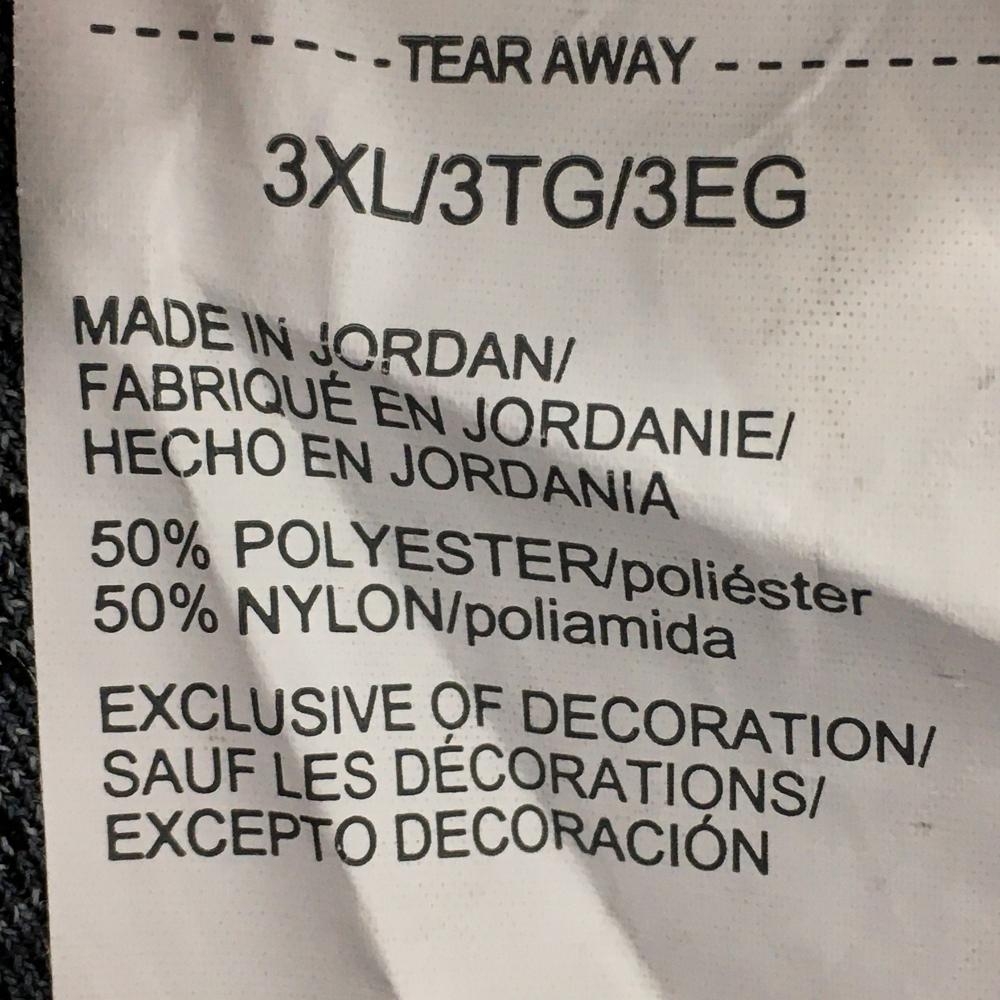 TEAR AWAY
3XL/3TG/3EG
MADE IN JORDAN/
FABRIQUÉ EN JORDANIE/
HECHO EN JORDANIA
50% POLYESTER/poliéster
50% NYLON/poliamida
EXCLUSIVE OF DECORATION/
SAUF LES DÉCORATIONS/
EXCEPTO DECORACIÓN